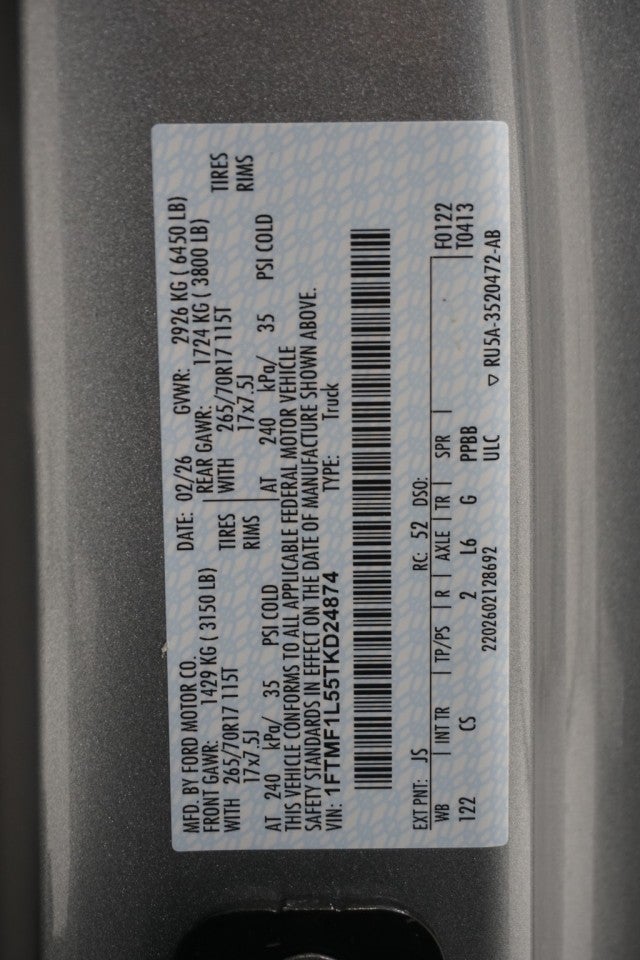 MFD. BY FORD MOTOR CO. DATE: 02/26 GVWR: 2926 KG ( 6450 LB)
FRONT GAWR: 1429 KG ( 3150 LB) REAR GAWR: 1724 KG ( 3800 LB)
WITH 265/70R17 115T TIRES WITH 265/70R17 115T TIRES
17x7.5J RIMS 17x7.5J RIMS
AT 240 kPa/ 35 PSI COLD AT 240 kPa/ 35 PSI COLD
THIS VEHICLE CONFORMS TO ALL APPLICABLE FEDERAL MOTOR VEHICLE
SAFETY STANDARDS IN EFFECT ON THE DATE OF MANUFACTURE SHOWN ABOVE.
VIN: 1FTMF1L55TKD24874 TYPE: Truck
EXT PNT: JS RC: 52 DSO: F0122
WB INT TR TP/PS R AXLE TR SPR T0413
122 CS 2 L6 G PPBB
2202602128692 ULC ▽ RU5A-3520472-AB